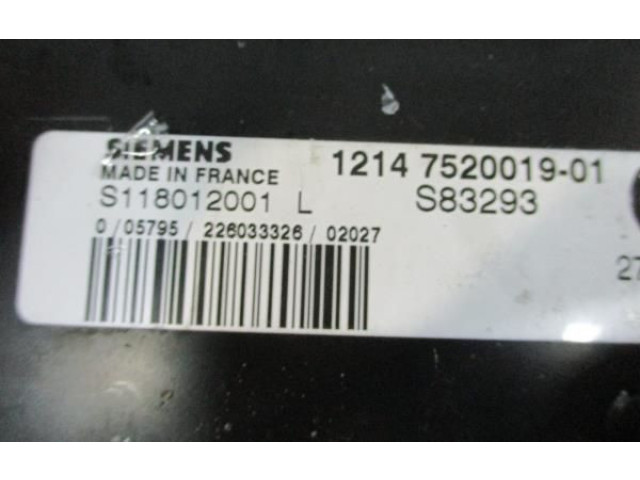 SIEMENS
MADE IN FRANCE
S118012001 L
0/05795/226033326/02027
1214 7520019-01
S83293
27